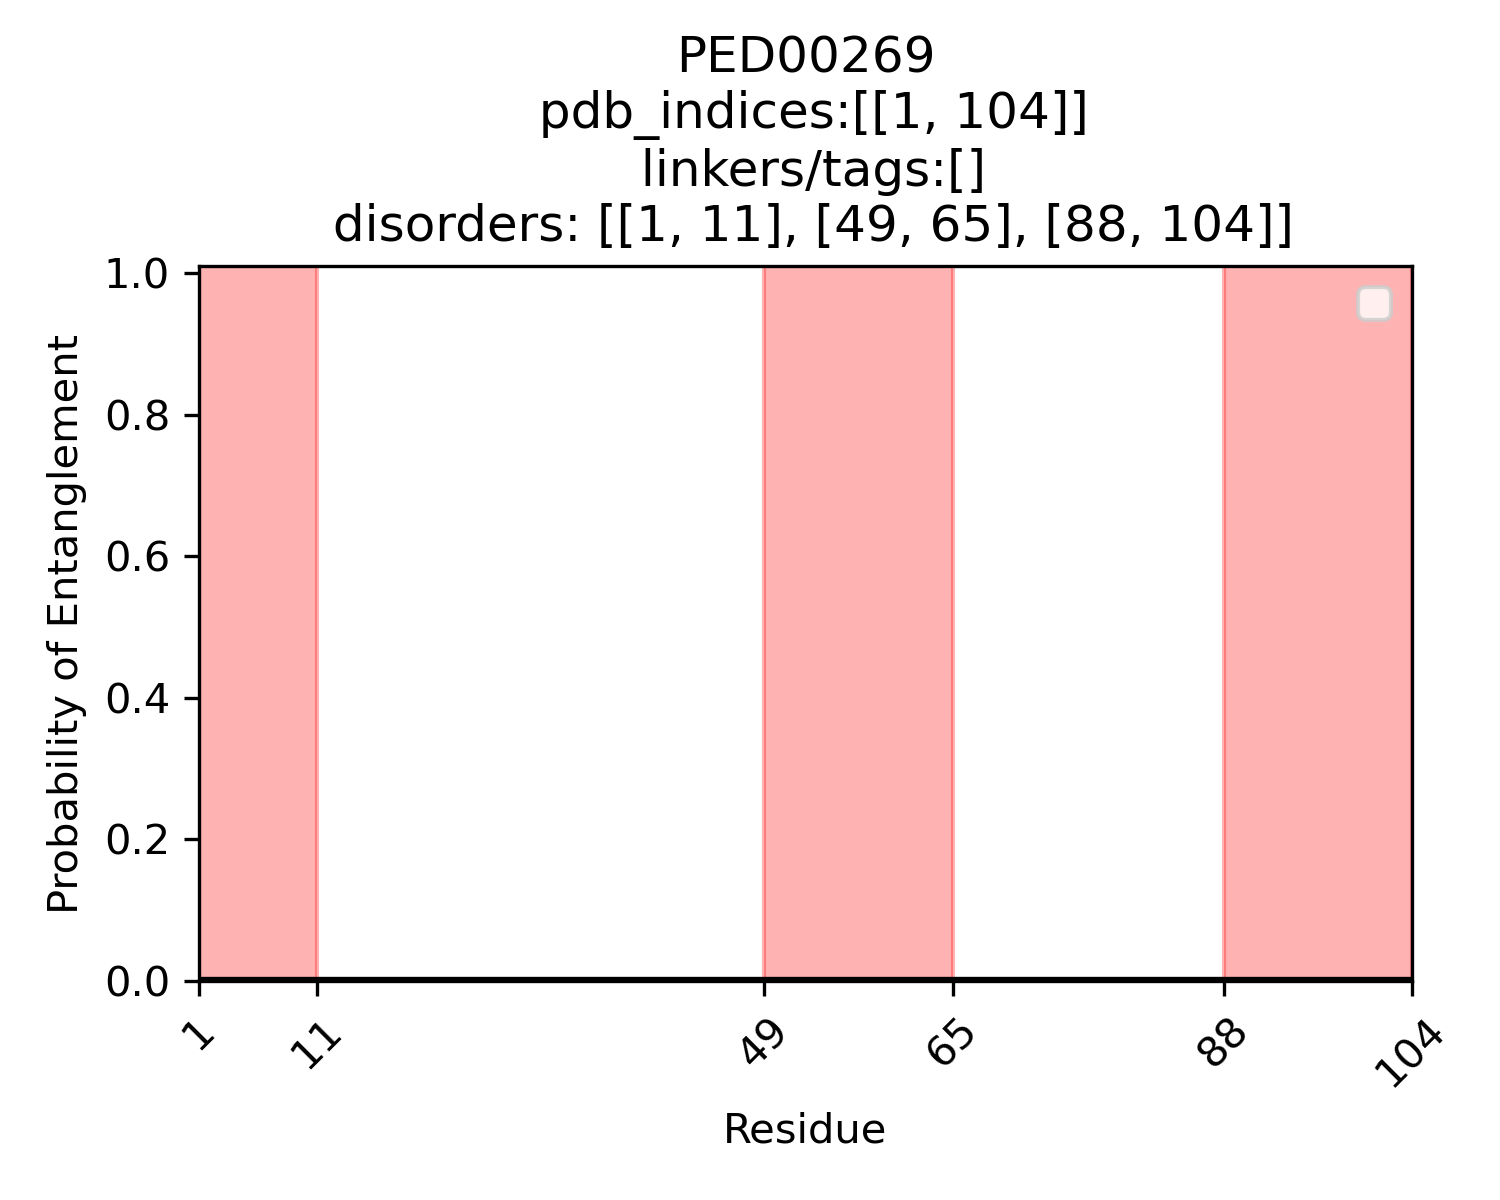 PED00269
pdb_indices:[[1, 104]]
linkers/tags:[]
disorders: [[1, 11], [49, 65], [88, 104]]
Probability of Entanglement
1.0
0.8
0.6
0.4
0.2
0.0
1 11 49 65 88 104
Residue